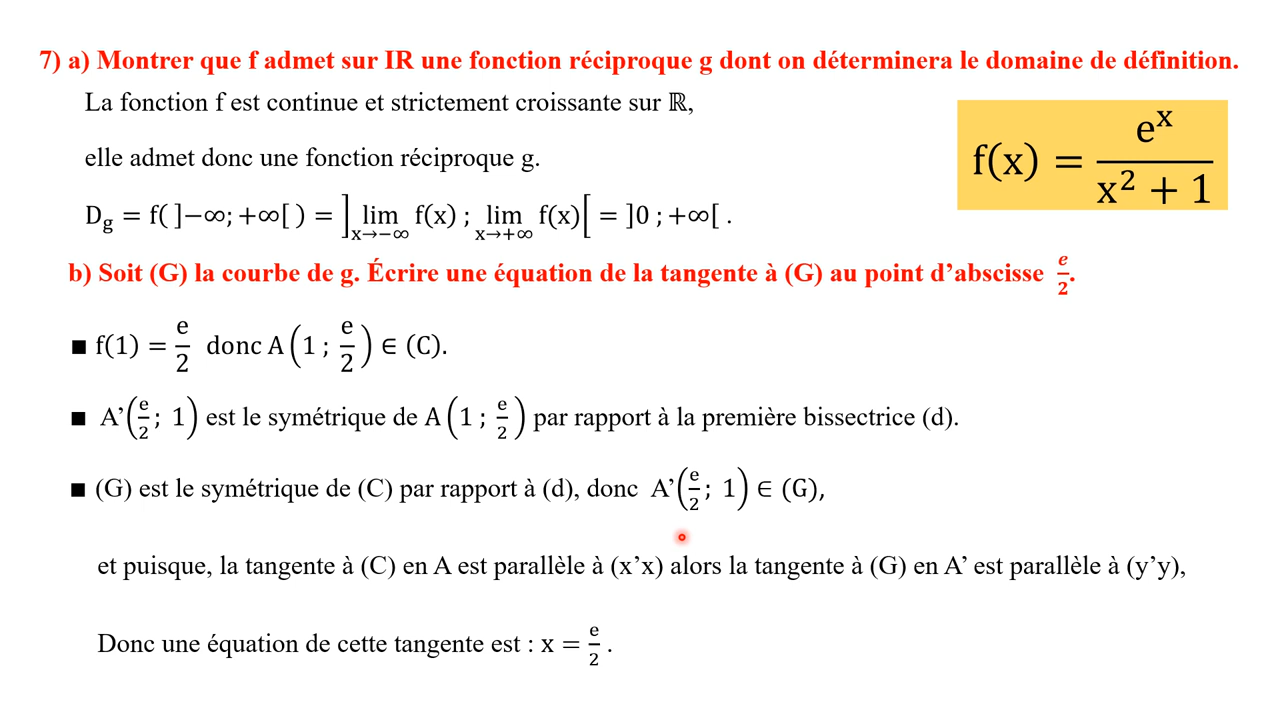 7) a) Montrer que f admet sur IR une fonction réciproque g dont on déterminera le domaine de définition.
La fonction f est continue et strictement croissante sur ℝ,
f(x) = e^x / (x² + 1)
elle admet donc une fonction réciproque g.
D_g = f( ]−∞; +∞[ ) = ] lim_{x→−∞} f(x) ; lim_{x→+∞} f(x) [ = ]0 ; +∞[ .
b) Soit (G) la courbe de g. Écrire une équation de la tangente à (G) au point d’abscisse e/2.
■ f(1) = e/2 donc A(1 ; e/2) ∈ (C).
■ A’(e/2 ; 1) est le symétrique de A(1 ; e/2) par rapport à la première bissectrice (d).
■ (G) est le symétrique de (C) par rapport à (d), donc A’(e/2 ; 1) ∈ (G),
et puisque, la tangente à (C) en A est parallèle à (x’x) alors la tangente à (G) en A’ est parallèle à (y’y),
Donc une équation de cette tangente est : x = e/2 .